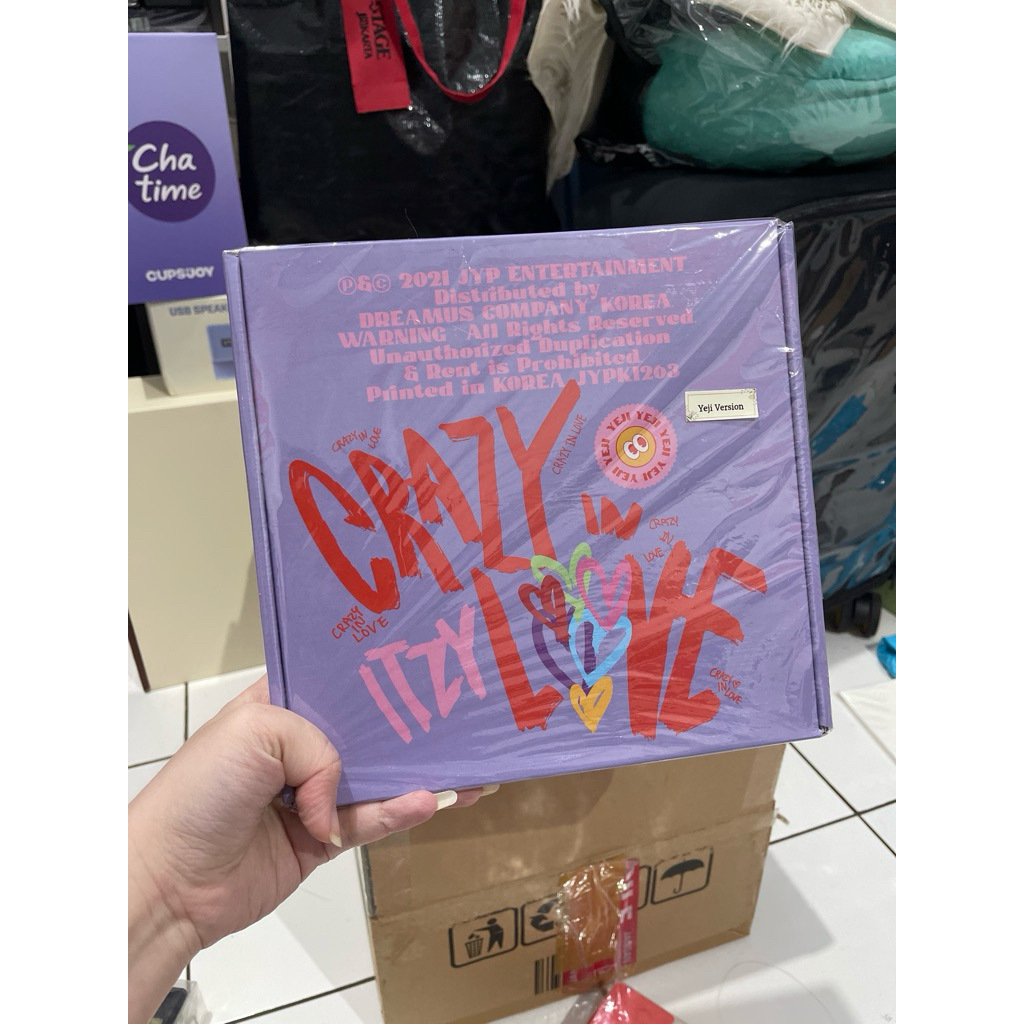 STAGE
JAKARTA
Cha
time
CUPSJOY
USB SPEAK
℗&© 2021 JYP ENTERTAINMENT
Distributed by
DREAMUS COMPANY, KOREA
WARNING All Rights Reserved.
Unauthorized Duplication
& Rent is Prohibited.
Printed in KOREA JYPK1203
Yeji Version
YEJI YEJI YEJI YEJI YEJI YEJI
CRAZY IN
LOVE
CRAZY IN LOVE
CRAZY
IN
LOVE
CRAZY
IN
LOVE
CRAZY
IN
LOVE
ITZY
CRAZY
IN LOVE